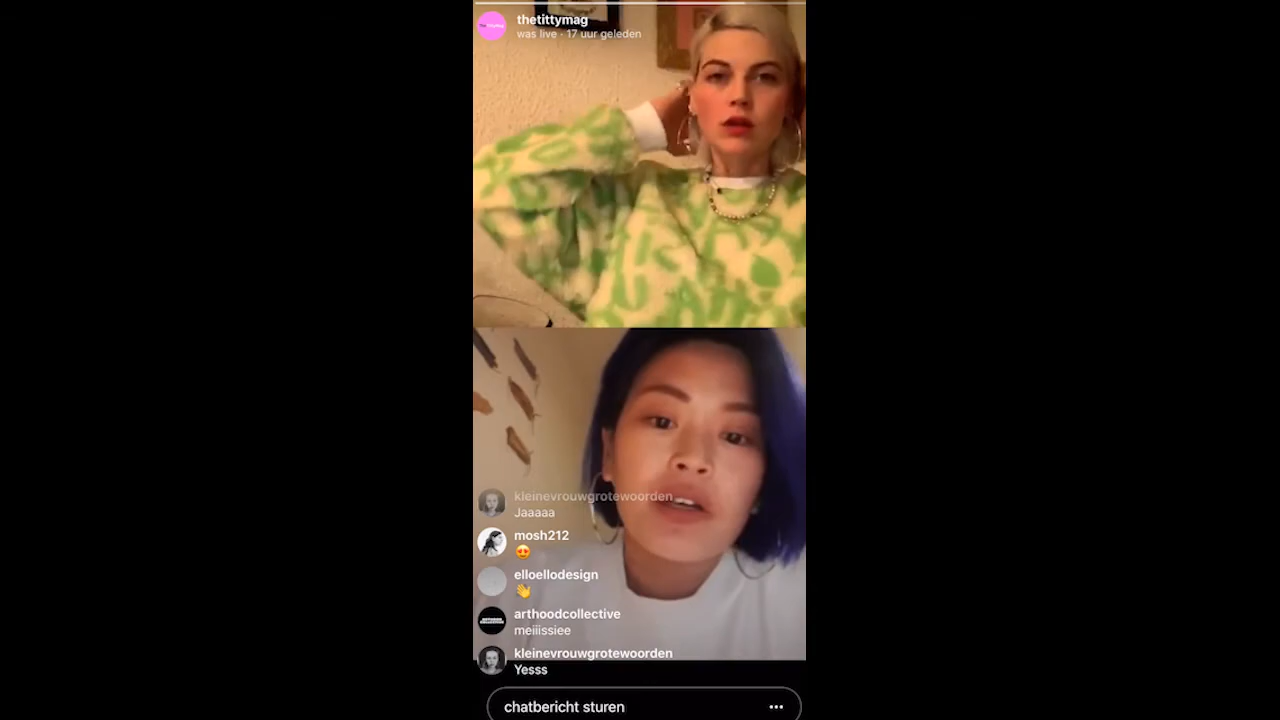 thetittymag
was live · 17 uur geleden
kleinevrouwgrotewoorden
Jaaaaa
mosh212
😍
elloellodesign
👏
arthoodcollective
meiiissiee
kleinevrouwgrotewoorden
Yesss
chatbericht sturen